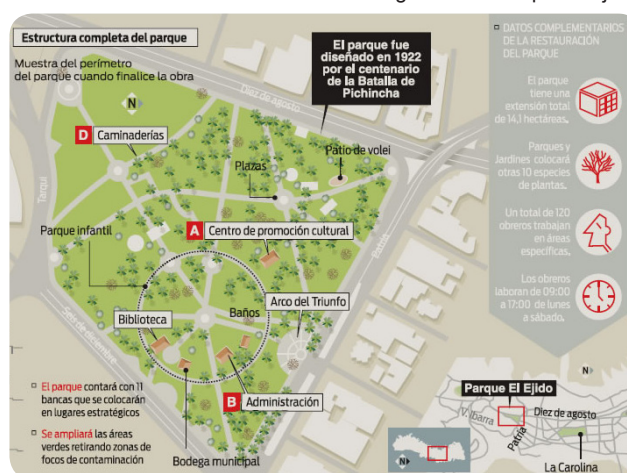 Estructura completa del parque
Muestra del perímetro
del parque cuando finalice la obra
N
El parque fue
diseñado en 1922
por el centenario
de la Batalla de
Pichincha
Diez de agosto
D Caminaderías
Patio de volei
Plazas
Tarqui
Patria
A Centro de promoción cultural
Parque infantil
Arco del Triunfo
Baños
Biblioteca
Seis de diciembre
B Administración
Bodega municipal
El parque contará con 11
bancas que se colocarán
en lugares estratégicos
Se ampliará las áreas
verdes retirando zonas de
focos de contaminación
DATOS COMPLEMENTARIOS
DE LA RESTAURACIÓN
DEL PARQUE
El parque
tiene una
extensión total
de 14,1 hectáreas.
Parques y
Jardines colocará
otras 10 especies
de plantas.
Un total de 120
obreros trabajan
en áreas
específicas.
Los obreros
laboran de 09:00
a 17:00 de lunes
a sábado.
N
Parque El Ejido
V. Ibarra
Diez de agosto
Patria
La Carolina
N